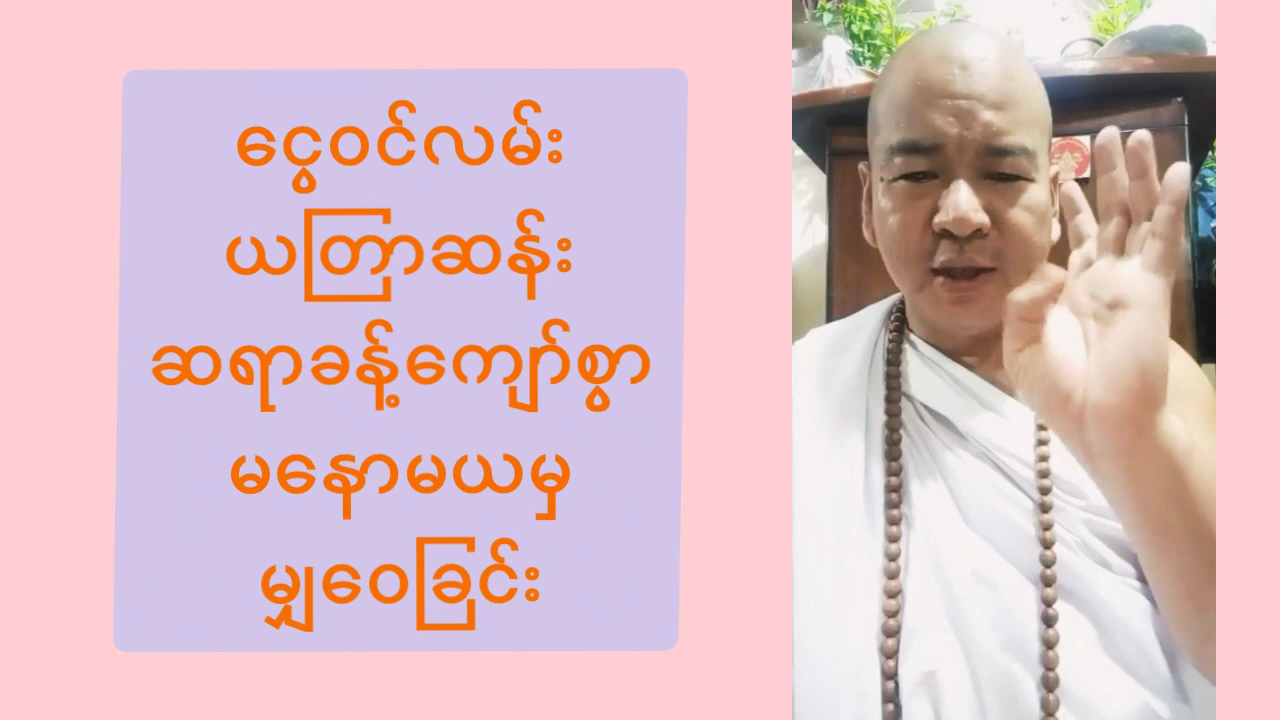 ငွေဝင်လမ်း
ယတြာဆန်း
ဆရာခန့်ကျော်စွာ
မနောမယမှ
မျှဝေခြင်း